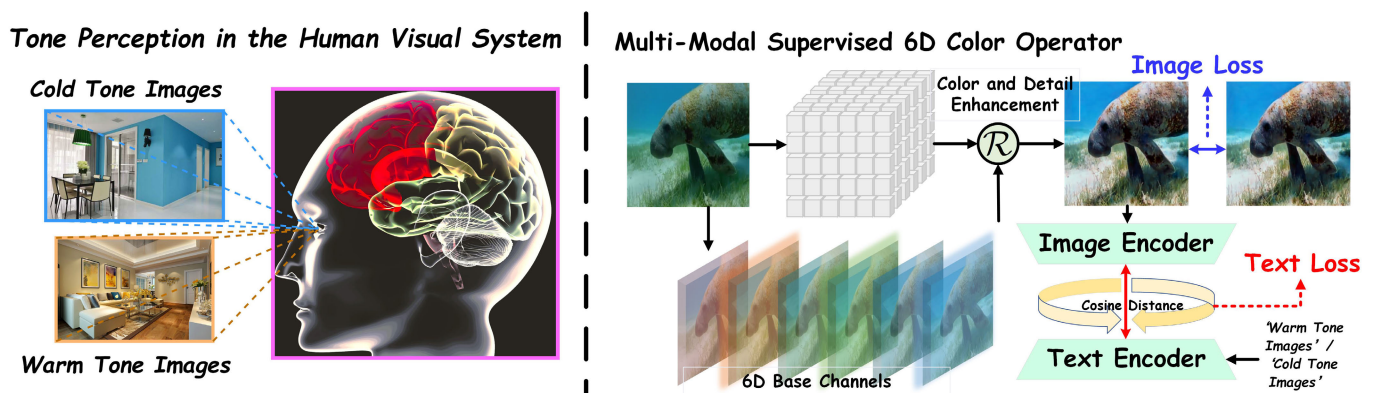 Tone Perception in the Human Visual System
Cold Tone Images
Warm Tone Images
Multi-Modal Supervised 6D Color Operator
Color and Detail
Enhancement
R
Image Loss
6D Base Channels
Image Encoder
Cosine Distance
Text Loss
Text Encoder
'Warm Tone
Images' /
'Cold Tone
Images'